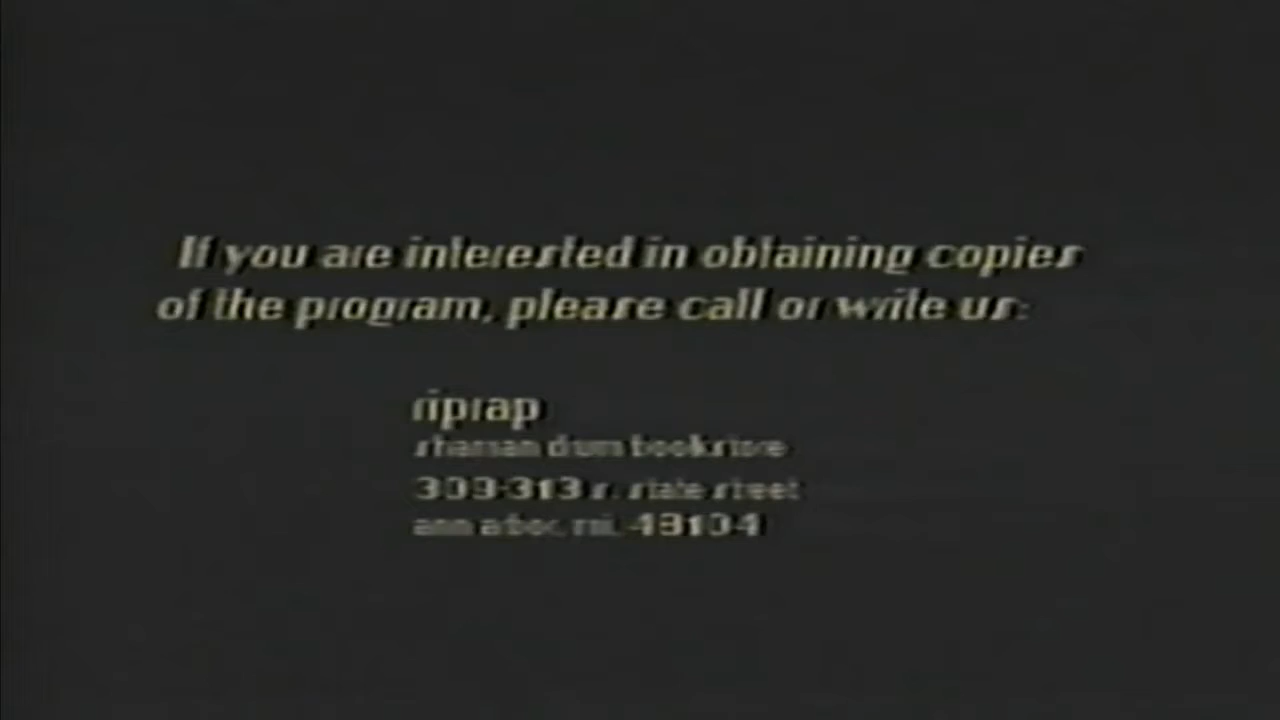 If you are interested in obtaining copies
of the program, please call or write us:
riprap
shaman drum bookstore
309-313 s. state street
ann arbor, mi. 48104